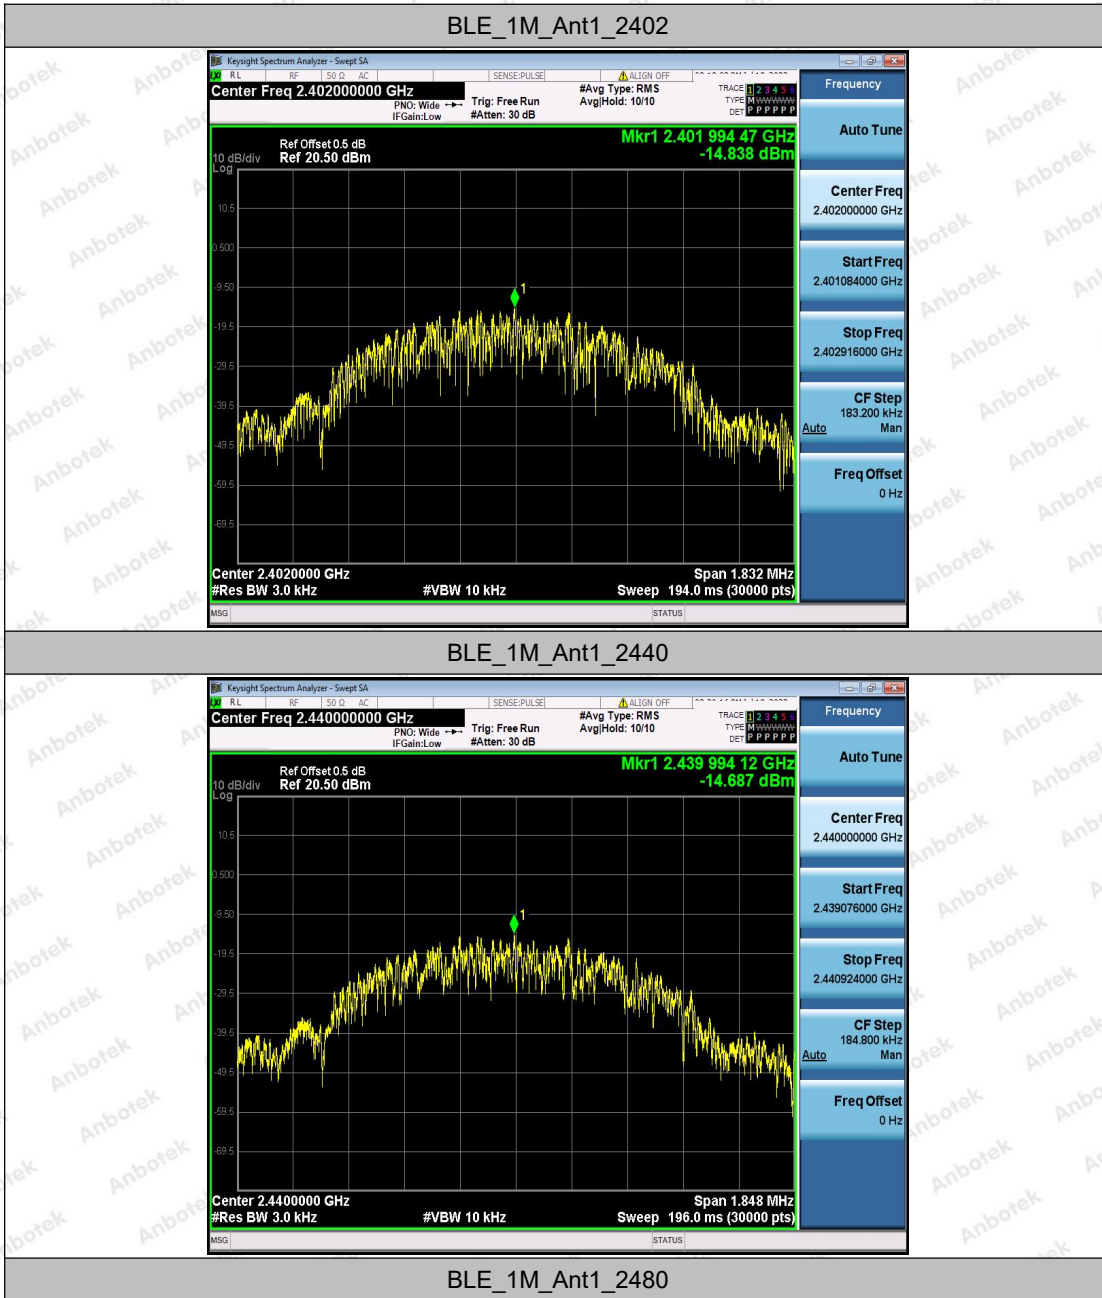 BLE_1M_Ant1_2402
Keysight Spectrum Analyzer - Swept SA
RL RF 50 Ω AC SENSE:PULSE ALIGN OFF
Center Freq 2.402000000 GHz
PNO: Wide
IFGain:Low
Trig: Free Run
#Atten: 30 dB
#Avg Type: RMS
Avg|Hold: 10/10
TRACE 1 2 3 4 5 6
TYPE M WWWWW
DET P P P P P P
Ref Offset 0.5 dB
10 dB/div Ref 20.50 dBm
Log
Mkr1 2.401 994 47 GHz
-14.838 dBm
10.5
0.500
-9.50
-19.5
-29.5
-39.5
-49.5
-59.5
-69.5
1
Center 2.4020000 GHz Span 1.832 MHz
#Res BW 3.0 kHz #VBW 10 kHz Sweep 194.0 ms (30000 pts)
MSG STATUS
Frequency
Auto Tune
Center Freq
2.402000000 GHz
Start Freq
2.401084000 GHz
Stop Freq
2.402916000 GHz
CF Step
183.200 kHz
Auto Man
Freq Offset
0 Hz
BLE_1M_Ant1_2440
Keysight Spectrum Analyzer - Swept SA
RL RF 50 Ω AC SENSE:PULSE ALIGN OFF
Center Freq 2.440000000 GHz
PNO: Wide
IFGain:Low
Trig: Free Run
#Atten: 30 dB
#Avg Type: RMS
Avg|Hold: 10/10
TRACE 1 2 3 4 5 6
TYPE M WWWWW
DET P P P P P P
Ref Offset 0.5 dB
10 dB/div Ref 20.50 dBm
Log
Mkr1 2.439 994 12 GHz
-14.687 dBm
10.5
0.500
-9.50
-19.5
-29.5
-39.5
-49.5
-59.5
-69.5
1
Center 2.4400000 GHz Span 1.848 MHz
#Res BW 3.0 kHz #VBW 10 kHz Sweep 196.0 ms (30000 pts)
MSG STATUS
Frequency
Auto Tune
Center Freq
2.440000000 GHz
Start Freq
2.439076000 GHz
Stop Freq
2.440924000 GHz
CF Step
184.800 kHz
Auto Man
Freq Offset
0 Hz
BLE_1M_Ant1_2480
Anbotek